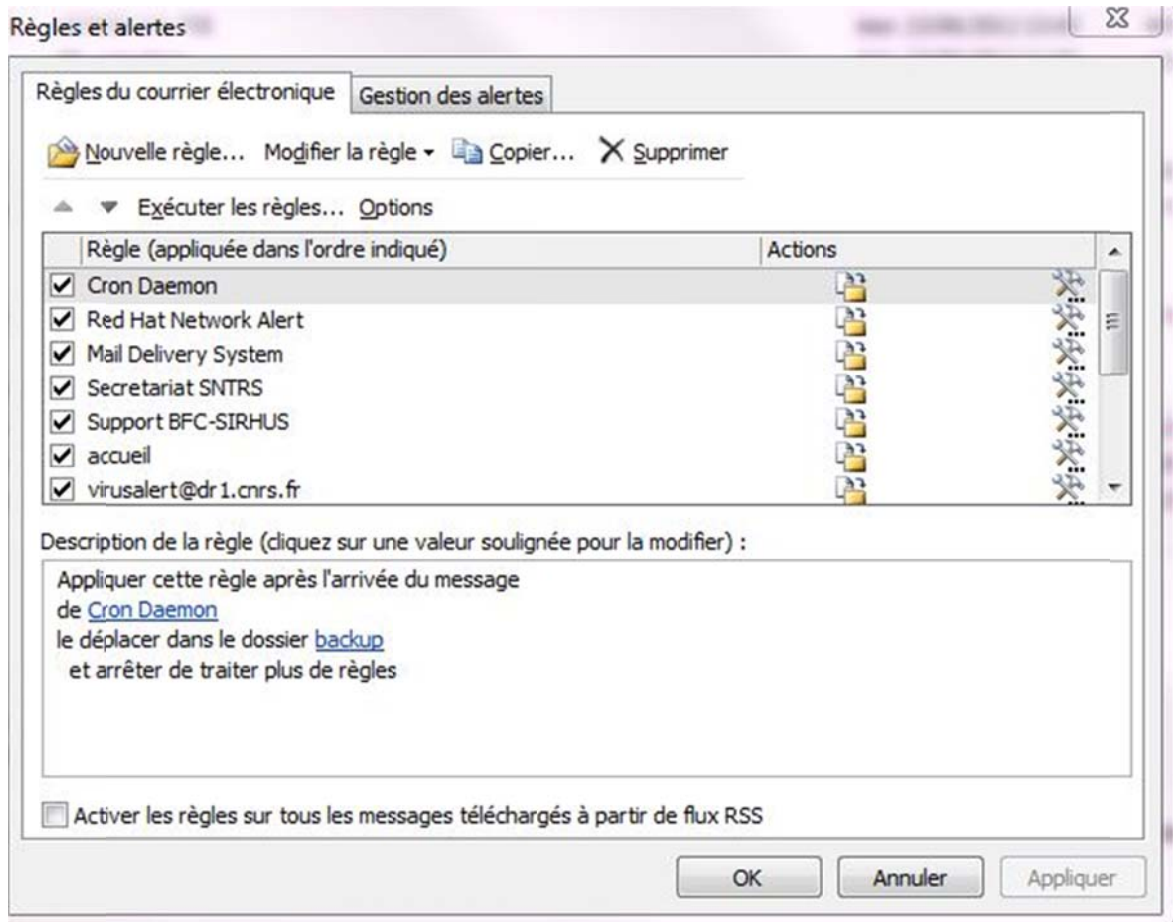 Règles et alertes
Règles du courrier électronique
Gestion des alertes
Nouvelle règle... Modifier la règle Copier... Supprimer
Exécuter les règles... Options
Règle (appliquée dans l'ordre indiqué) Actions
Cron Daemon
Red Hat Network Alert
Mail Delivery System
Secretariat SNTRS
Support BFC-SIRHUS
accueil
virusalert@dr1.cnrs.fr
Description de la règle (cliquez sur une valeur soulignée pour la modifier) :
Appliquer cette règle après l'arrivée du message
de Cron Daemon
le déplacer dans le dossier backup
et arrêter de traiter plus de règles
Activer les règles sur tous les messages téléchargés à partir de flux RSS
OK Annuler Appliquer